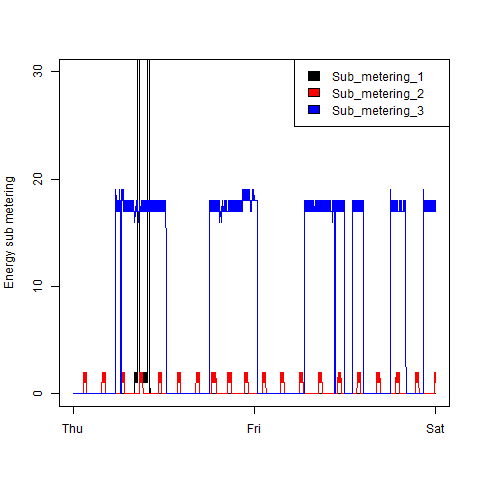 Energy sub metering
30
20
10
0
Thu
Fri
Sat
Sub_metering_1
Sub_metering_2
Sub_metering_3